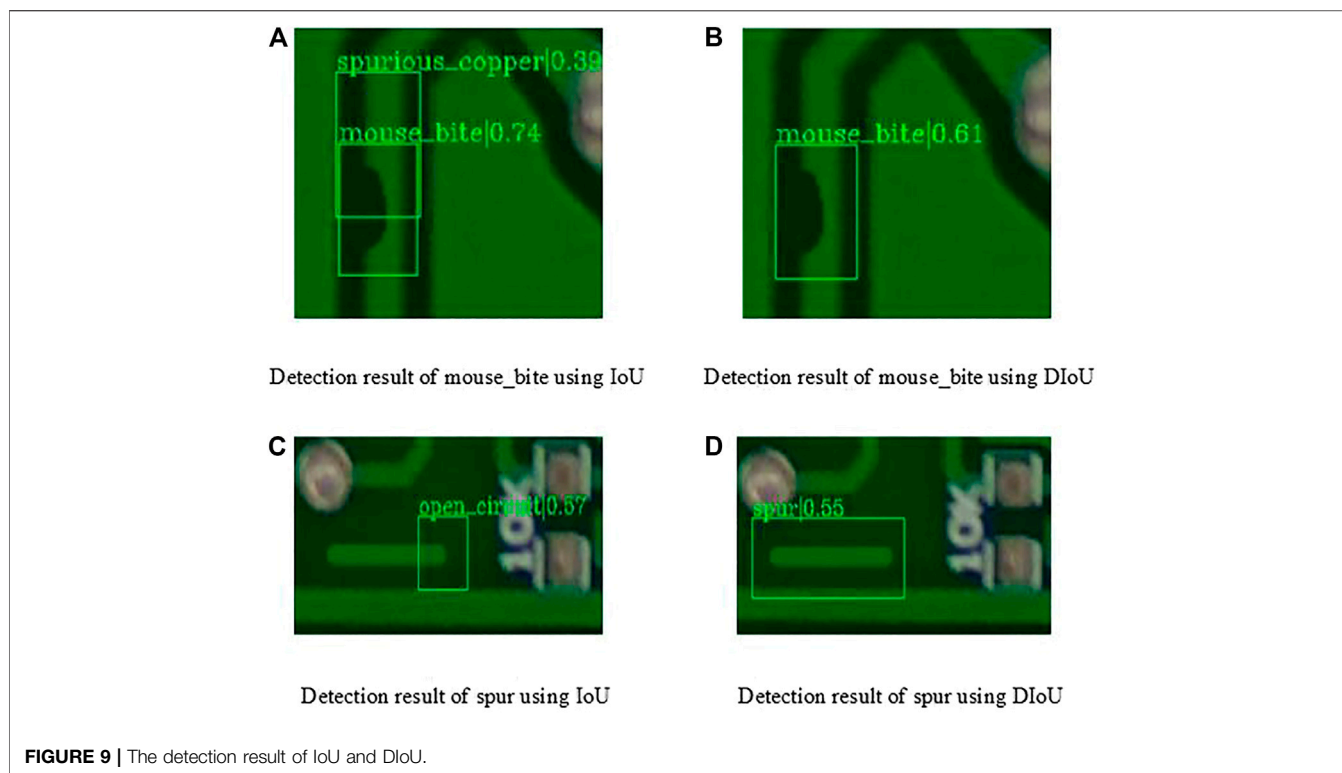 A
spurious_copper|0.39
mouse_bite|0.74
B
mouse_bite|0.61
Detection result of mouse_bite using IoU
Detection result of mouse_bite using DIoU
C
open_circuit|0.57
10K
D
spur|0.55
10K
Detection result of spur using IoU
Detection result of spur using DIoU
FIGURE 9 | The detection result of IoU and DIoU.